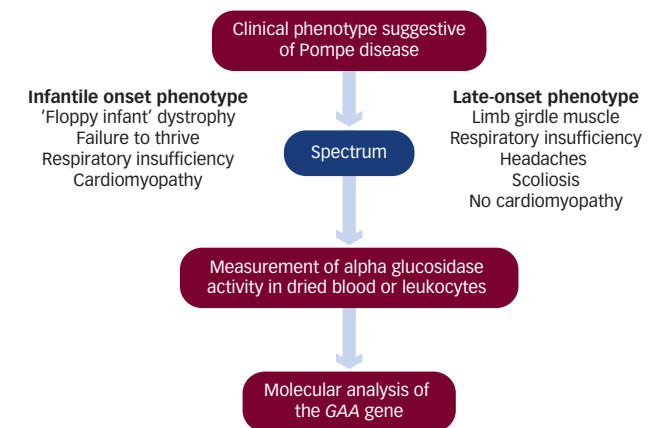 Clinical phenotype suggestive
of Pompe disease
Infantile onset phenotype
'Floppy infant' dystrophy
Failure to thrive
Respiratory insufficiency
Cardiomyopathy
Spectrum
Late-onset phenotype
Limb girdle muscle
Respiratory insufficiency
Headaches
Scoliosis
No cardiomyopathy
Measurement of alpha glucosidase
activity in dried blood or leukocytes
Molecular analysis of
the GAA gene